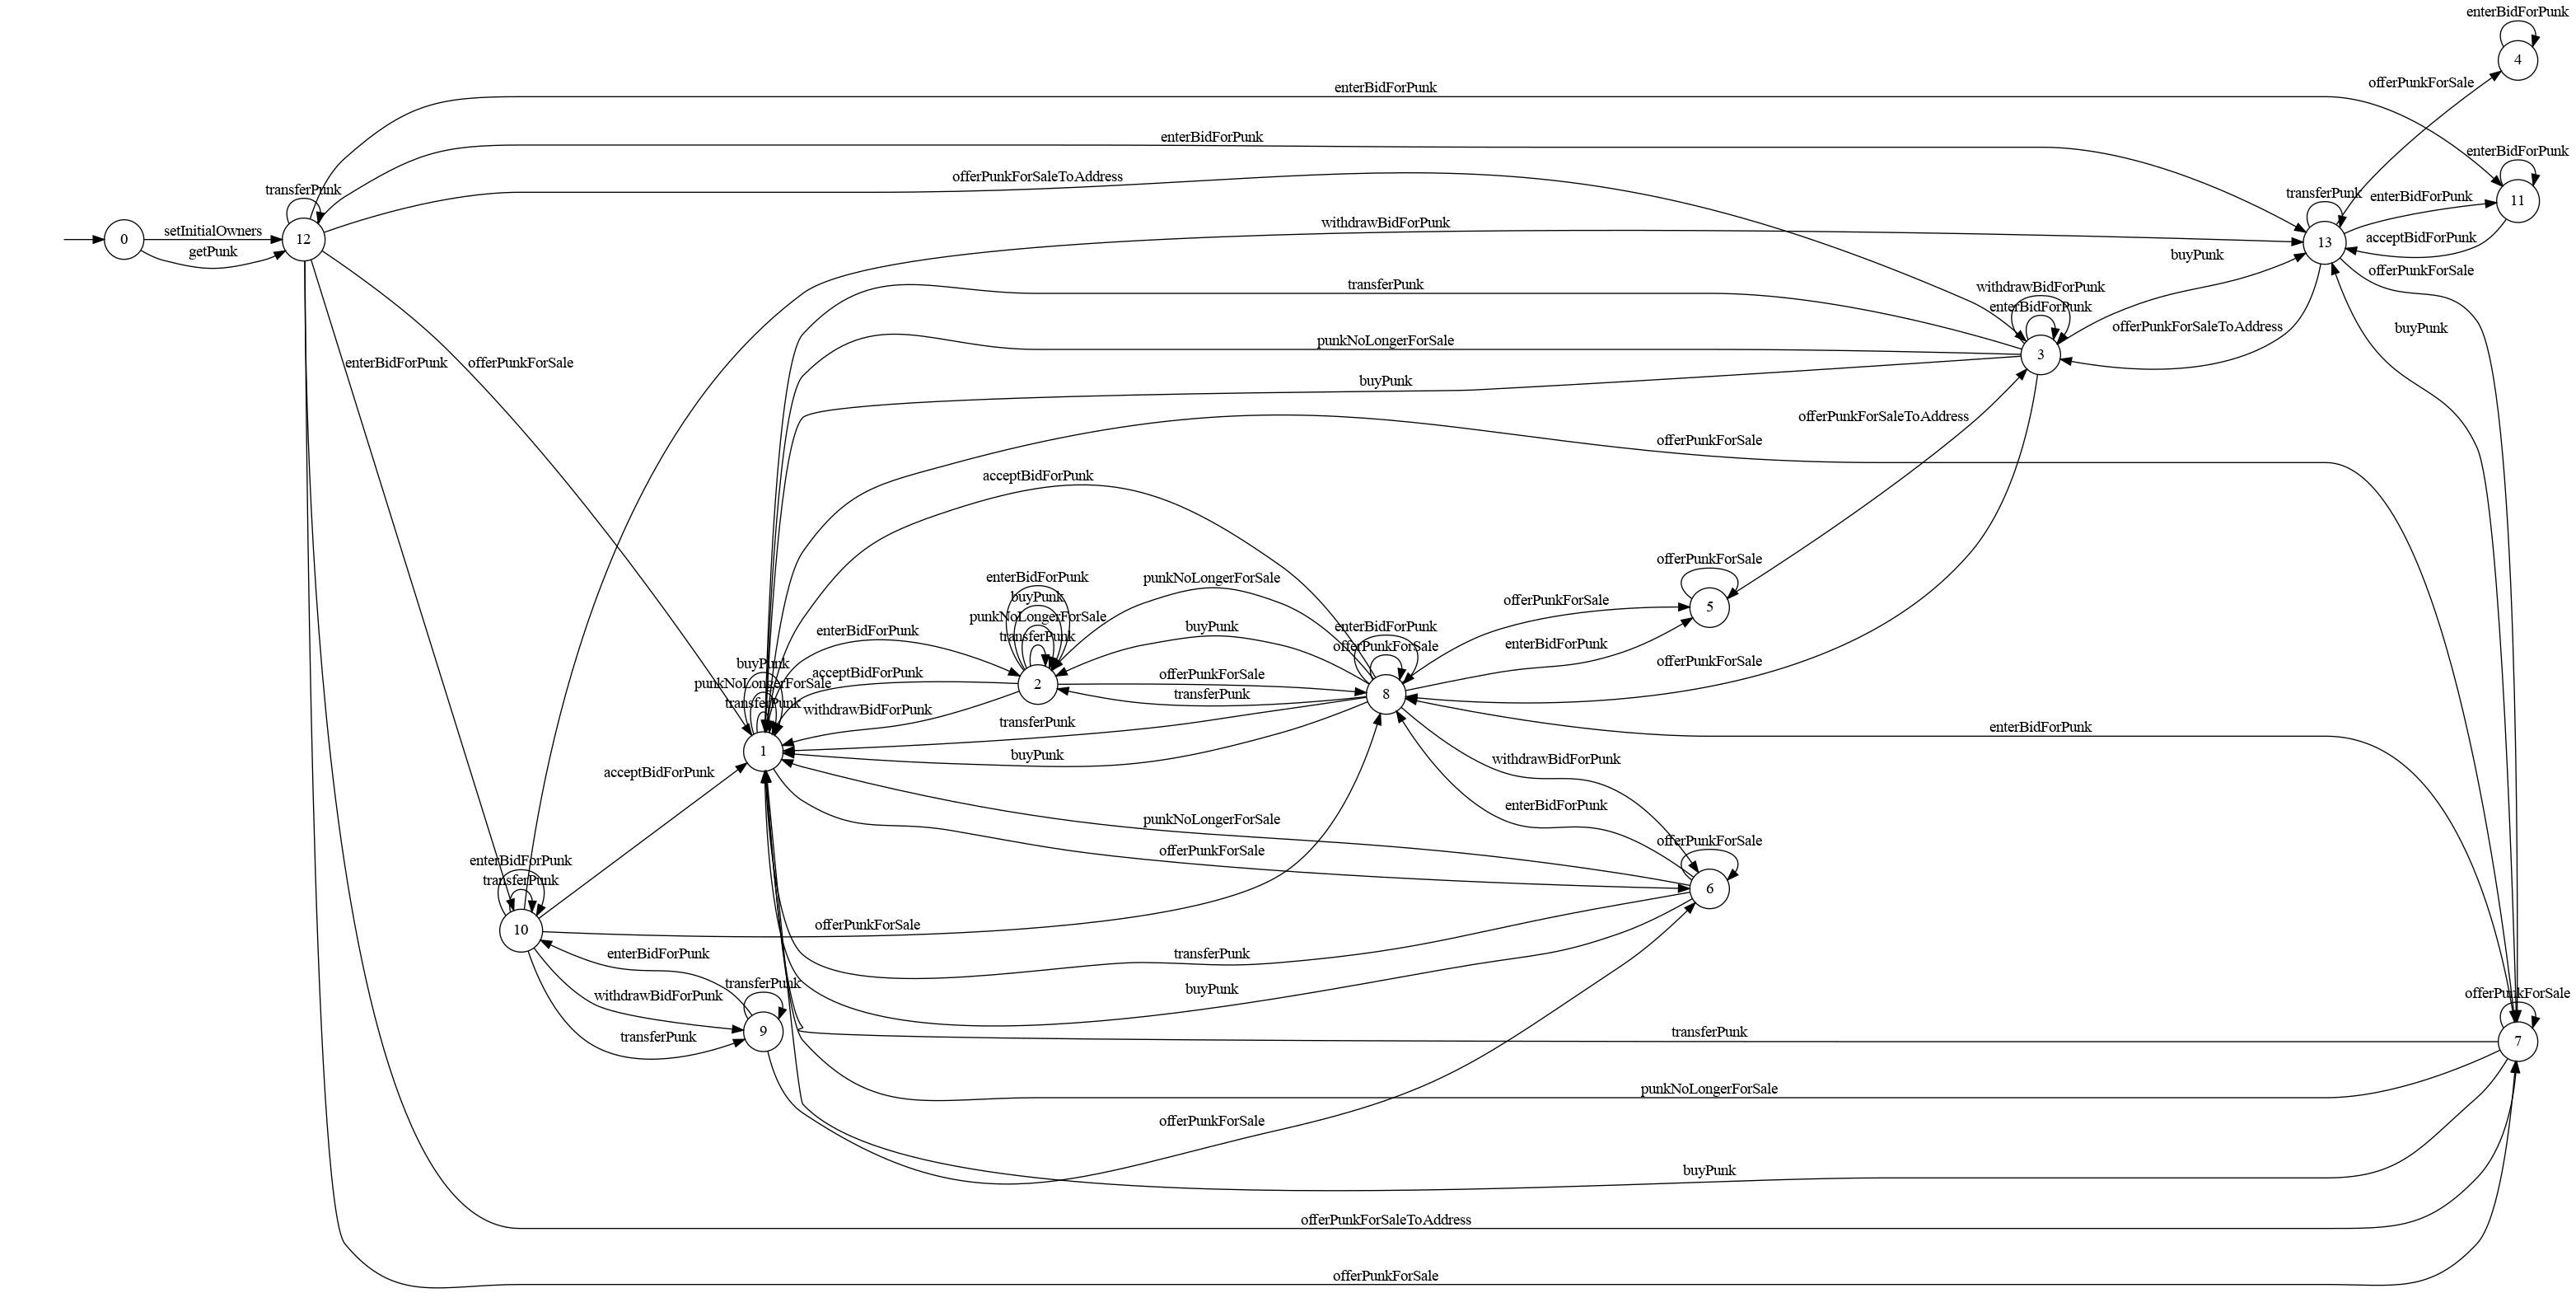 enterBidForPunk
4
offerPunkForSale
enterBidForPunk
enterBidForPunk
enterBidForPunk
11
offerPunkForSaleToAddress
transferPunk
transferPunk
enterBidForPunk
withdrawBidForPunk
0
setInitialOwners
12
13
acceptBidForPunk
getPunk
buyPunk
offerPunkForSale
transferPunk
withdrawBidForPunk
enterBidForPunk
offerPunkForSaleToAddress
buyPunk
punkNoLongerForSale
3
enterBidForPunk
offerPunkForSale
buyPunk
offerPunkForSaleToAddress
offerPunkForSale
acceptBidForPunk
offerPunkForSale
enterBidForPunk
punkNoLongerForSale
buyPunk
offerPunkForSale
5
punkNoLongerForSale
enterBidForPunk
buyPunk
enterBidForPunk
transferPunk
enterBidForPunk
offerPunkForSale
buyPunk
acceptBidForPunk
2
offerPunkForSale
8
offerPunkForSale
punkNoLongerForSale
transferPunk
transferPunk
withdrawBidForPunk
transferPunk
1
buyPunk
enterBidForPunk
withdrawBidForPunk
acceptBidForPunk
enterBidForPunk
punkNoLongerForSale
offerPunkForSale
offerPunkForSale
enterBidForPunk
transferPunk
6
10
offerPunkForSale
enterBidForPunk
transferPunk
transferPunk
withdrawBidForPunk
buyPunk
offerPunkForSale
9
transferPunk
transferPunk
7
punkNoLongerForSale
offerPunkForSale
buyPunk
offerPunkForSaleToAddress
offerPunkForSale